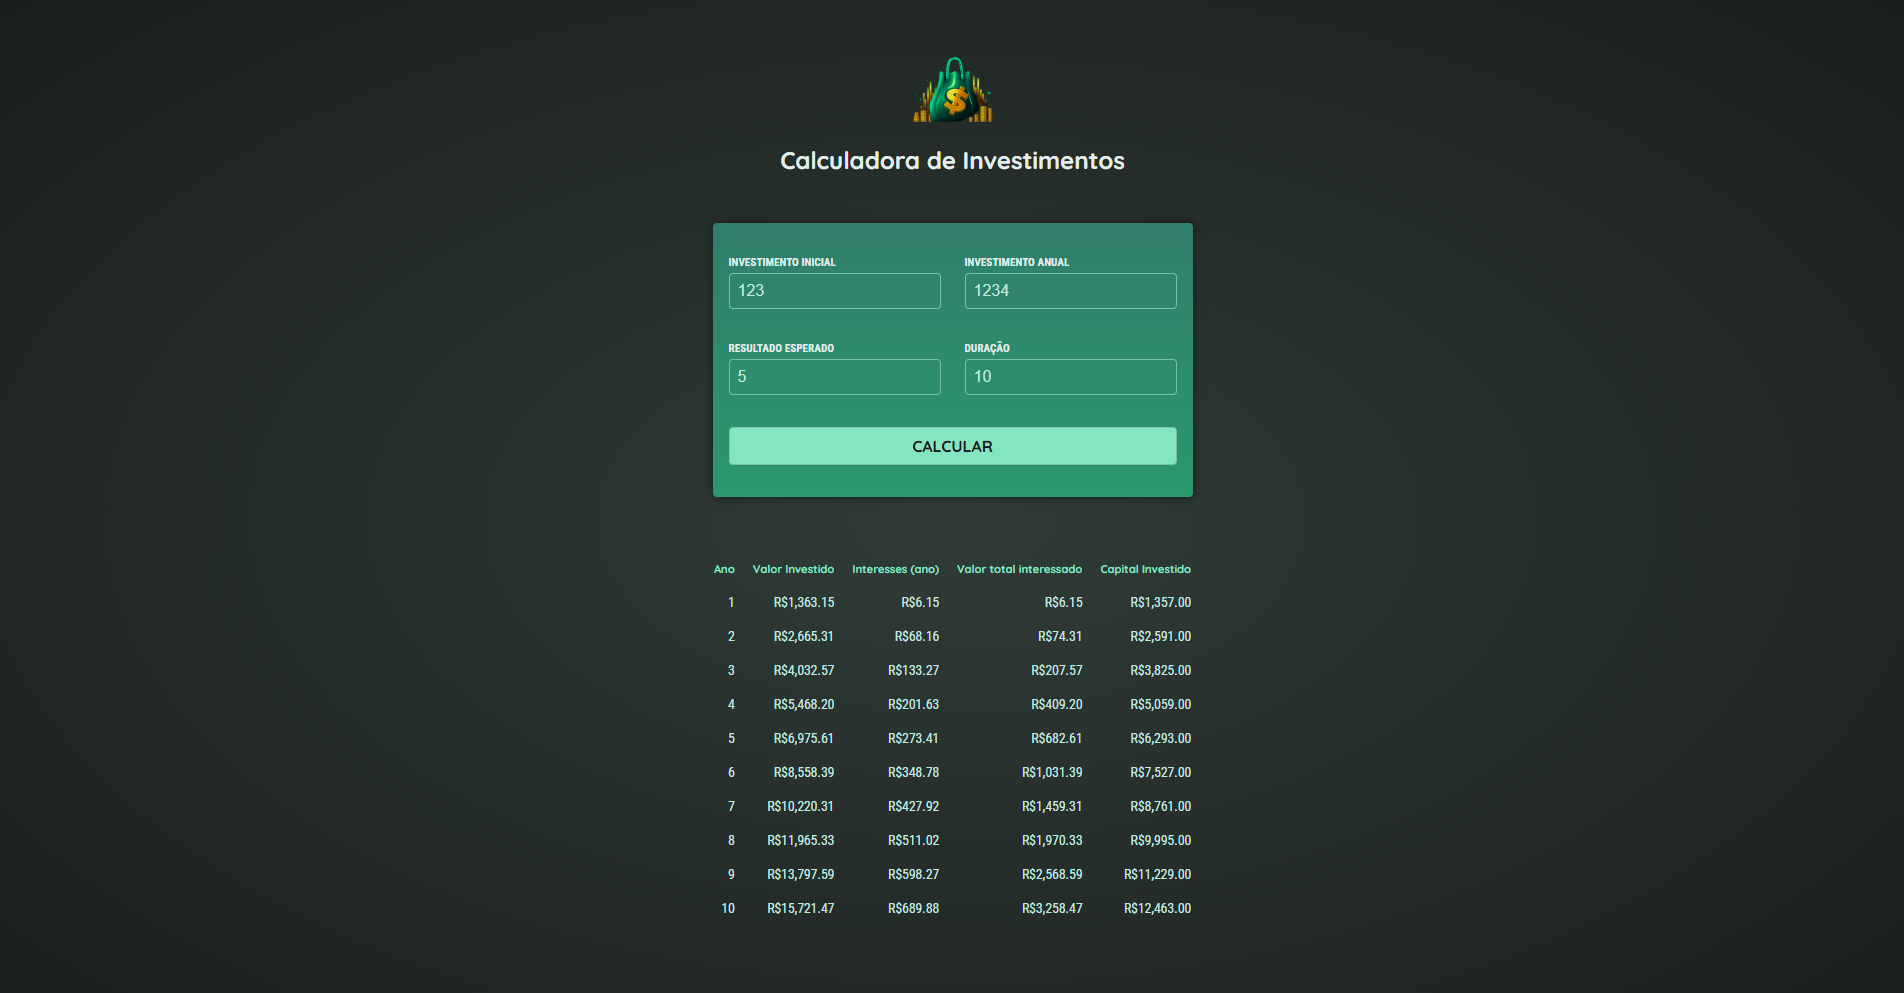 $
Calculadora de Investimentos
INVESTIMENTO INICIAL INVESTIMENTO ANUAL
123 1234
RESULTADO ESPERADO DURAÇÃO
5 10
CALCULAR
Ano Valor Investido Interesses (ano) Valor total interessado Capital Investido
1 R$1,363.15 R$6.15 R$6.15 R$1,357.00
2 R$2,665.31 R$68.16 R$74.31 R$2,591.00
3 R$4,032.57 R$133.27 R$207.57 R$3,825.00
4 R$5,468.20 R$201.63 R$409.20 R$5,059.00
5 R$6,975.61 R$273.41 R$682.61 R$6,293.00
6 R$8,558.39 R$348.78 R$1,031.39 R$7,527.00
7 R$10,220.31 R$427.92 R$1,459.31 R$8,761.00
8 R$11,965.33 R$511.02 R$1,970.33 R$9,995.00
9 R$13,797.59 R$598.27 R$2,568.59 R$11,229.00
10 R$15,721.47 R$689.88 R$3,258.47 R$12,463.00